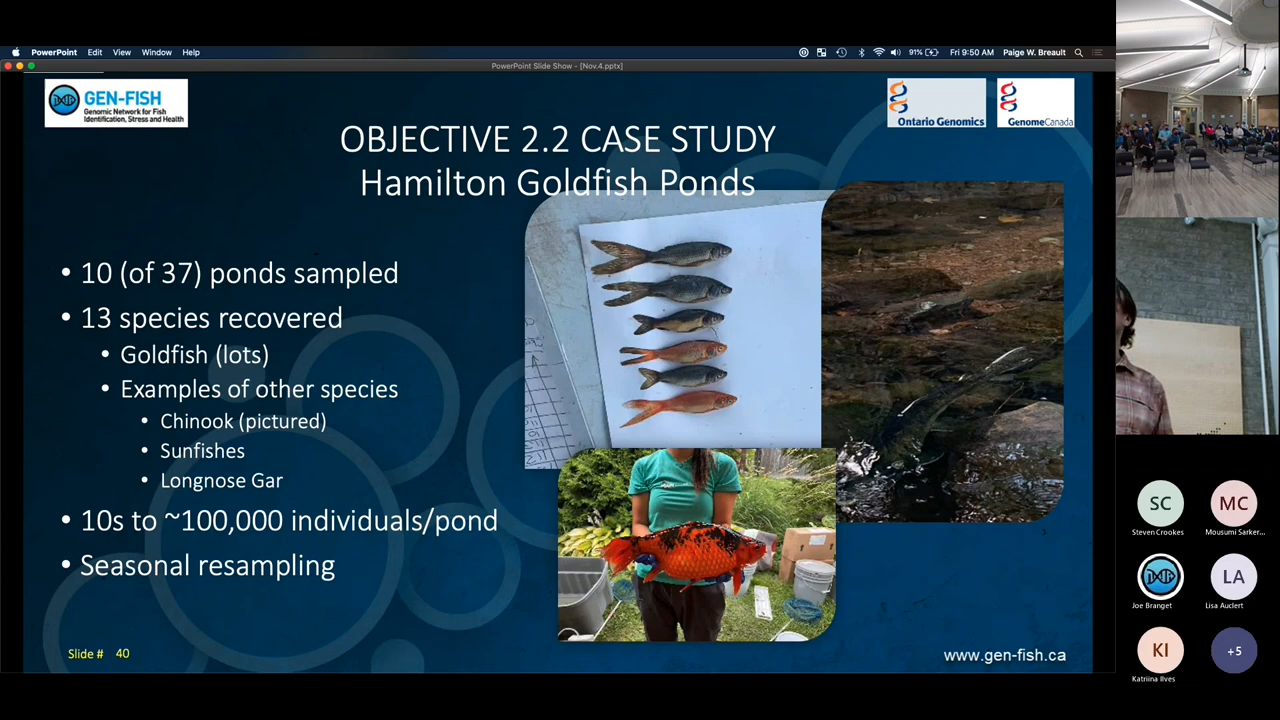 PowerPoint Edit View Window Help
91% Fri 9:50 AM Paige W. Breault
PowerPoint Slide Show - [Nov.4.pptx]
GEN-FISH
Genomic Network for Fish
Identification, Stress and Health
Ontario Genomics
GenomeCanada
OBJECTIVE 2.2 CASE STUDY
Hamilton Goldfish Ponds
• 10 (of 37) ponds sampled
• 13 species recovered
• Goldfish (lots)
• Examples of other species
• Chinook (pictured)
• Sunfishes
• Longnose Gar
• 10s to ~100,000 individuals/pond
• Seasonal resampling
Slide # 40
www.gen-fish.ca
SC
Steven Crookes
MC
Mousumi Sarker...
Joe Branget
LA
Lisa Auclert
KI
Katriina Ilves
+5